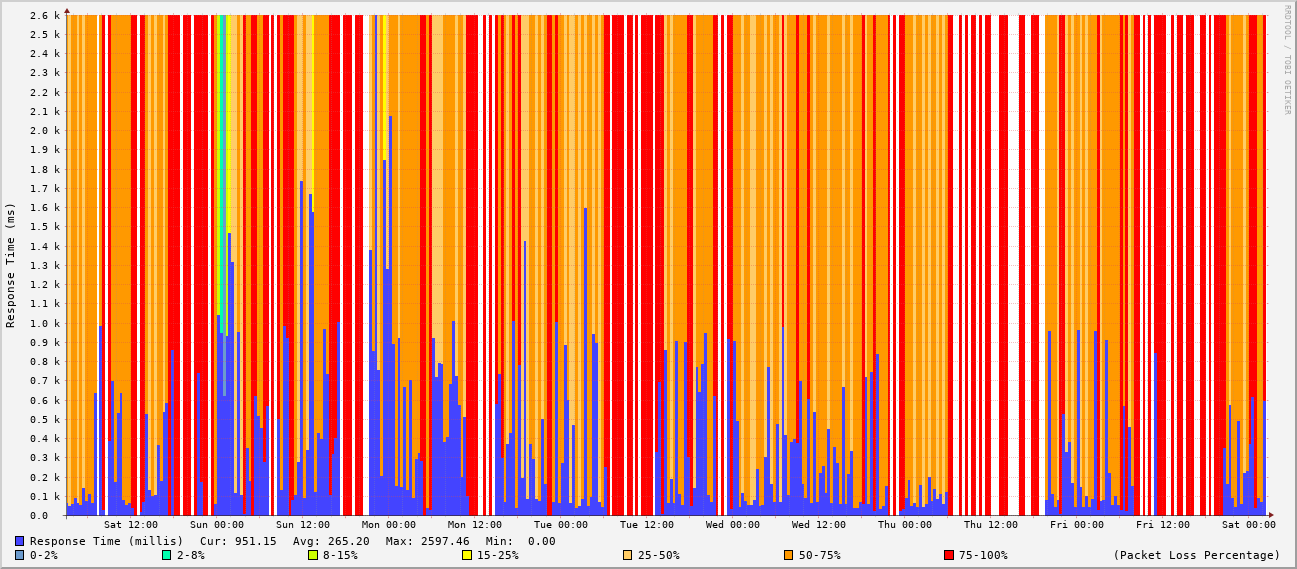 2.6 k
2.5 k
2.4 k
2.3 k
2.2 k
2.1 k
2.0 k
1.9 k
1.8 k
1.7 k
1.6 k
1.5 k
1.4 k
1.3 k
1.2 k
1.1 k
1.0 k
0.9 k
0.8 k
0.7 k
0.6 k
0.5 k
0.4 k
0.3 k
0.2 k
0.1 k
0.0
Response Time (ms)
RRDTOOL / TOBI OETIKER
Sat 12:00 Sun 00:00 Sun 12:00 Mon 00:00 Mon 12:00 Tue 00:00 Tue 12:00 Wed 00:00 Wed 12:00 Thu 00:00 Thu 12:00 Fri 00:00 Fri 12:00 Sat 00:00
Response Time (millis) Cur: 951.15 Avg: 265.20 Max: 2597.46 Min: 0.00
0-2% 2-8% 8-15% 15-25% 25-50% 50-75% 75-100% (Packet Loss Percentage)